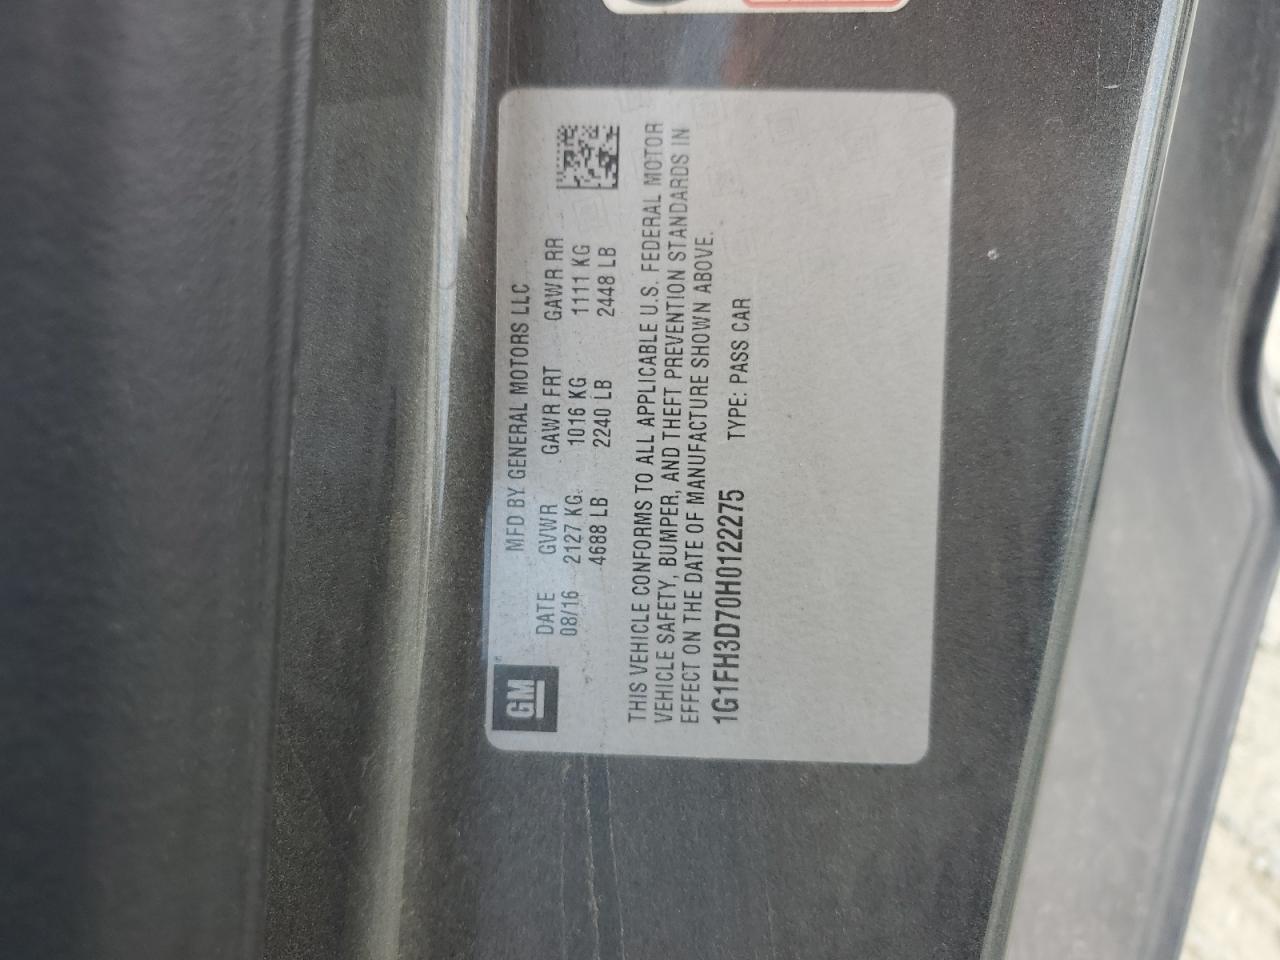 GM
MFD BY GENERAL MOTORS LLC
DATE GVWR GAWR FRT GAWR RR
08/16 2127 KG 1016 KG 1111 KG
4688 LB 2240 LB 2448 LB
THIS VEHICLE CONFORMS TO ALL APPLICABLE U.S. FEDERAL MOTOR
VEHICLE SAFETY, BUMPER, AND THEFT PREVENTION STANDARDS IN
EFFECT ON THE DATE OF MANUFACTURE SHOWN ABOVE.
1G1FH3D70H0122275 TYPE: PASS CAR